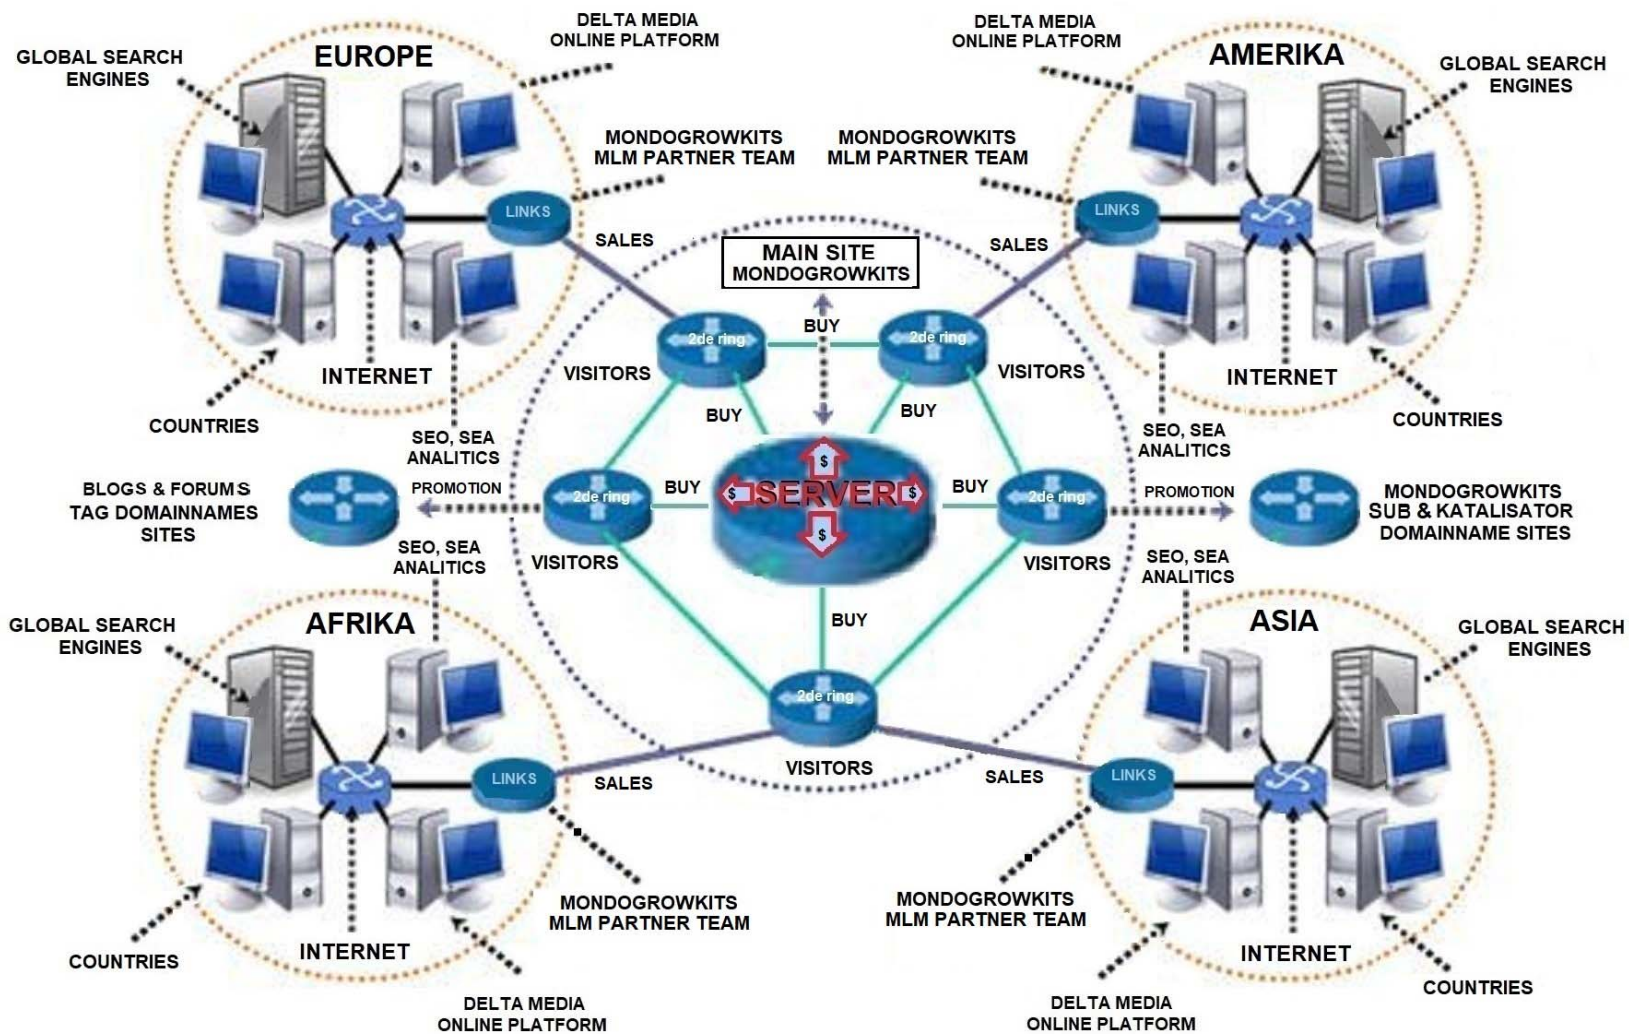 DELTA MEDIA
ONLINE PLATFORM
EUROPE
GLOBAL SEARCH
ENGINES
MONDOGROWKITS
MLM PARTNER TEAM
LINKS
SALES
INTERNET
COUNTRIES
SEO, SEA
ANALITICS
DELTA MEDIA
ONLINE PLATFORM
AMERIKA
GLOBAL SEARCH
ENGINES
MONDOGROWKITS
MLM PARTNER TEAM
LINKS
SALES
INTERNET
COUNTRIES
SEO, SEA
ANALITICS
MAIN SITE
MONDOGROWKITS
2de ring
BUY
2de ring
VISITORS
VISITORS
BUY
BUY
BLOGS & FORUMS
TAG DOMAINNAMES
SITES
PROMOTION
2de ring
BUY
$
$
SERVER
$
$
BUY
2de ring
PROMOTION
MONDOGROWKITS
SUB & KATALISATOR
DOMAINNAME SITES
VISITORS
VISITORS
BUY
2de ring
VISITORS
SEO, SEA
ANALITICS
AFRIKA
GLOBAL SEARCH
ENGINES
LINKS
SALES
MONDOGROWKITS
MLM PARTNER TEAM
INTERNET
COUNTRIES
DELTA MEDIA
ONLINE PLATFORM
SEO, SEA
ANALITICS
ASIA
GLOBAL SEARCH
ENGINES
SALES
LINKS
MONDOGROWKITS
MLM PARTNER TEAM
INTERNET
COUNTRIES
DELTA MEDIA
ONLINE PLATFORM